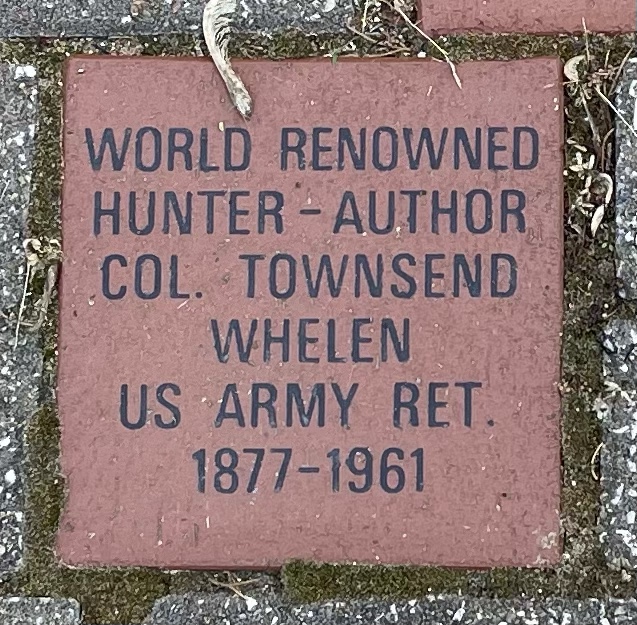 WORLD RENOWNED
HUNTER - AUTHOR
COL. TOWNSEND
WHELEN
US ARMY RET.
1877-1961